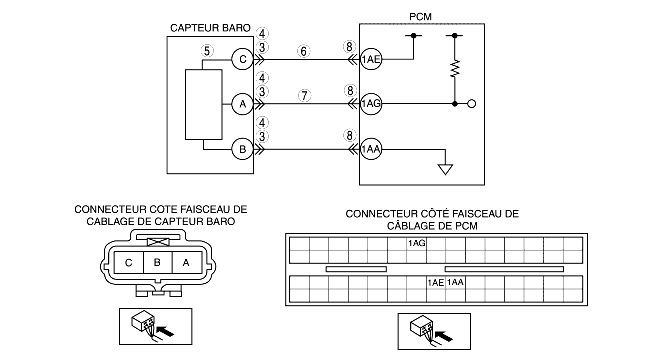 CAPTEUR BARO
PCM
4
5
C
3
6
8
1AE
4
A
3
7
8
1AG
4
B
3
8
1AA
CONNECTEUR COTE FAISCEAU DE
CABLAGE DE CAPTEUR BARO
C B A
CONNECTEUR CÔTÉ FAISCEAU DE
CÂBLAGE DE PCM
1AG
1AE 1AA